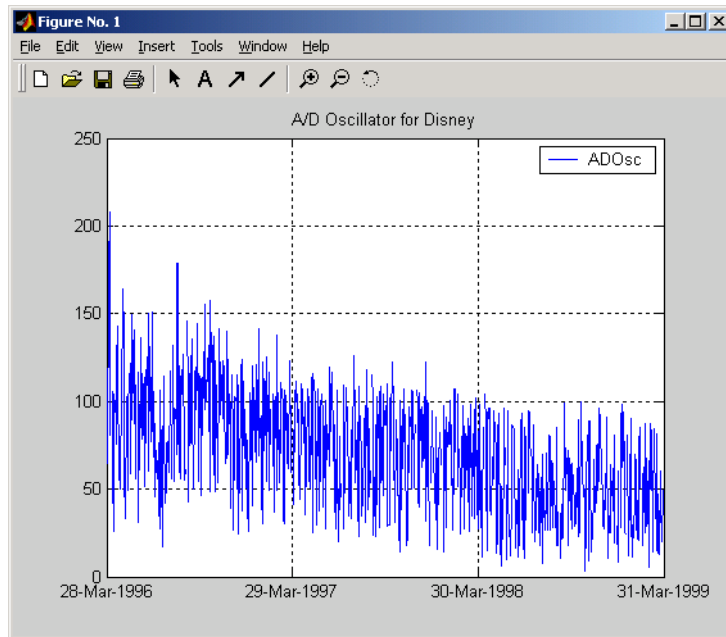 Figure No. 1
File Edit View Insert Tools Window Help
A
A/D Oscillator for Disney
250
ADOsc
200
150
100
50
0
28-Mar-1996 29-Mar-1997 30-Mar-1998 31-Mar-1999